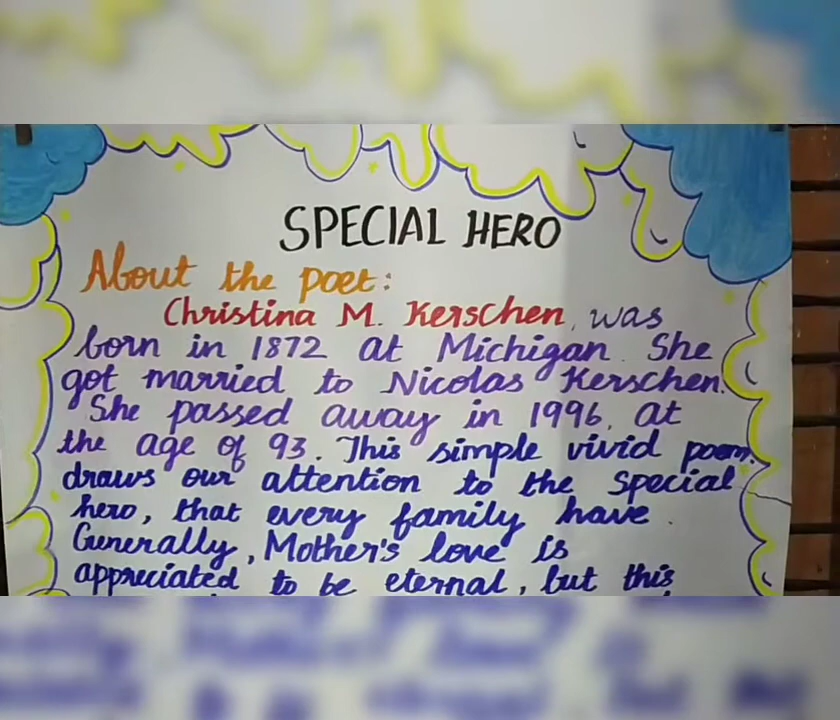 SPECIAL HERO
About the poet:
Christina M. Kerschen, was
born in 1872 at Michigan. She
got married to Nicolas Kerschen.
She passed away in 1996, at
the age of 93. This simple vivid poem,
draws our attention to the special
hero, that every family have.
Generally, Mother's love is
appreciated to be eternal, but this